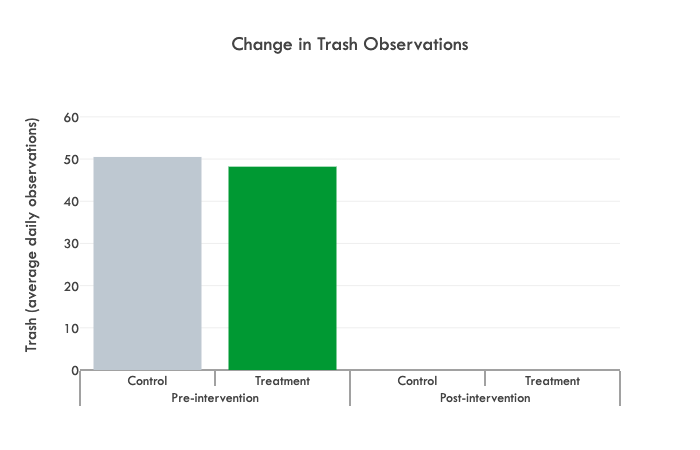 Change in Trash Observations
Trash (average daily observations)
60
50
40
30
20
10
0
Control Treatment Control Treatment
Pre-intervention Post-intervention